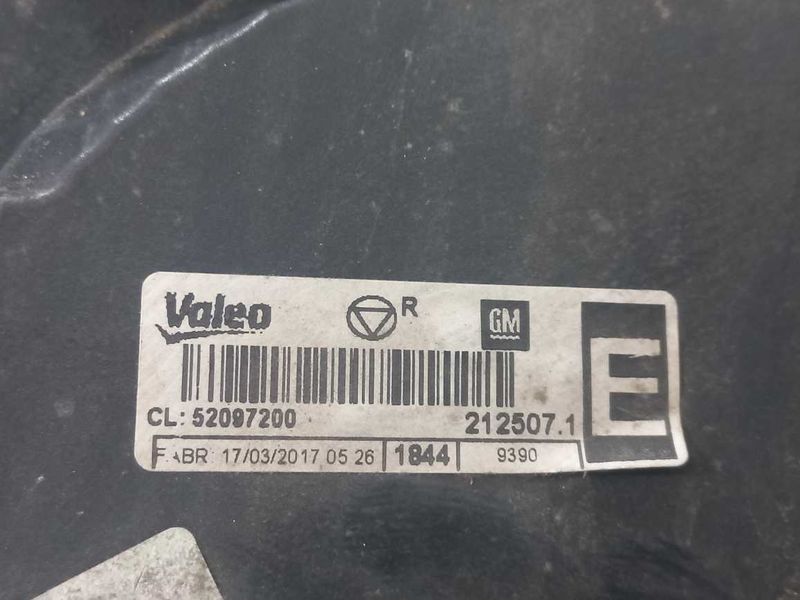 Valeo R GM
E
CL: 52097200 212507.1
FABR 17/03/2017 05 26 1844 9390